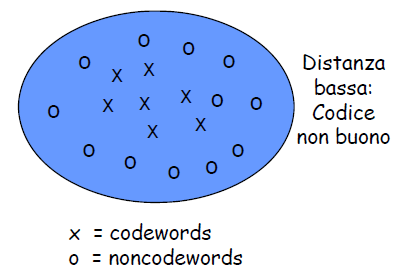 Distanza
bassa:
Codice
non buono
x = codewords
o = noncodewords